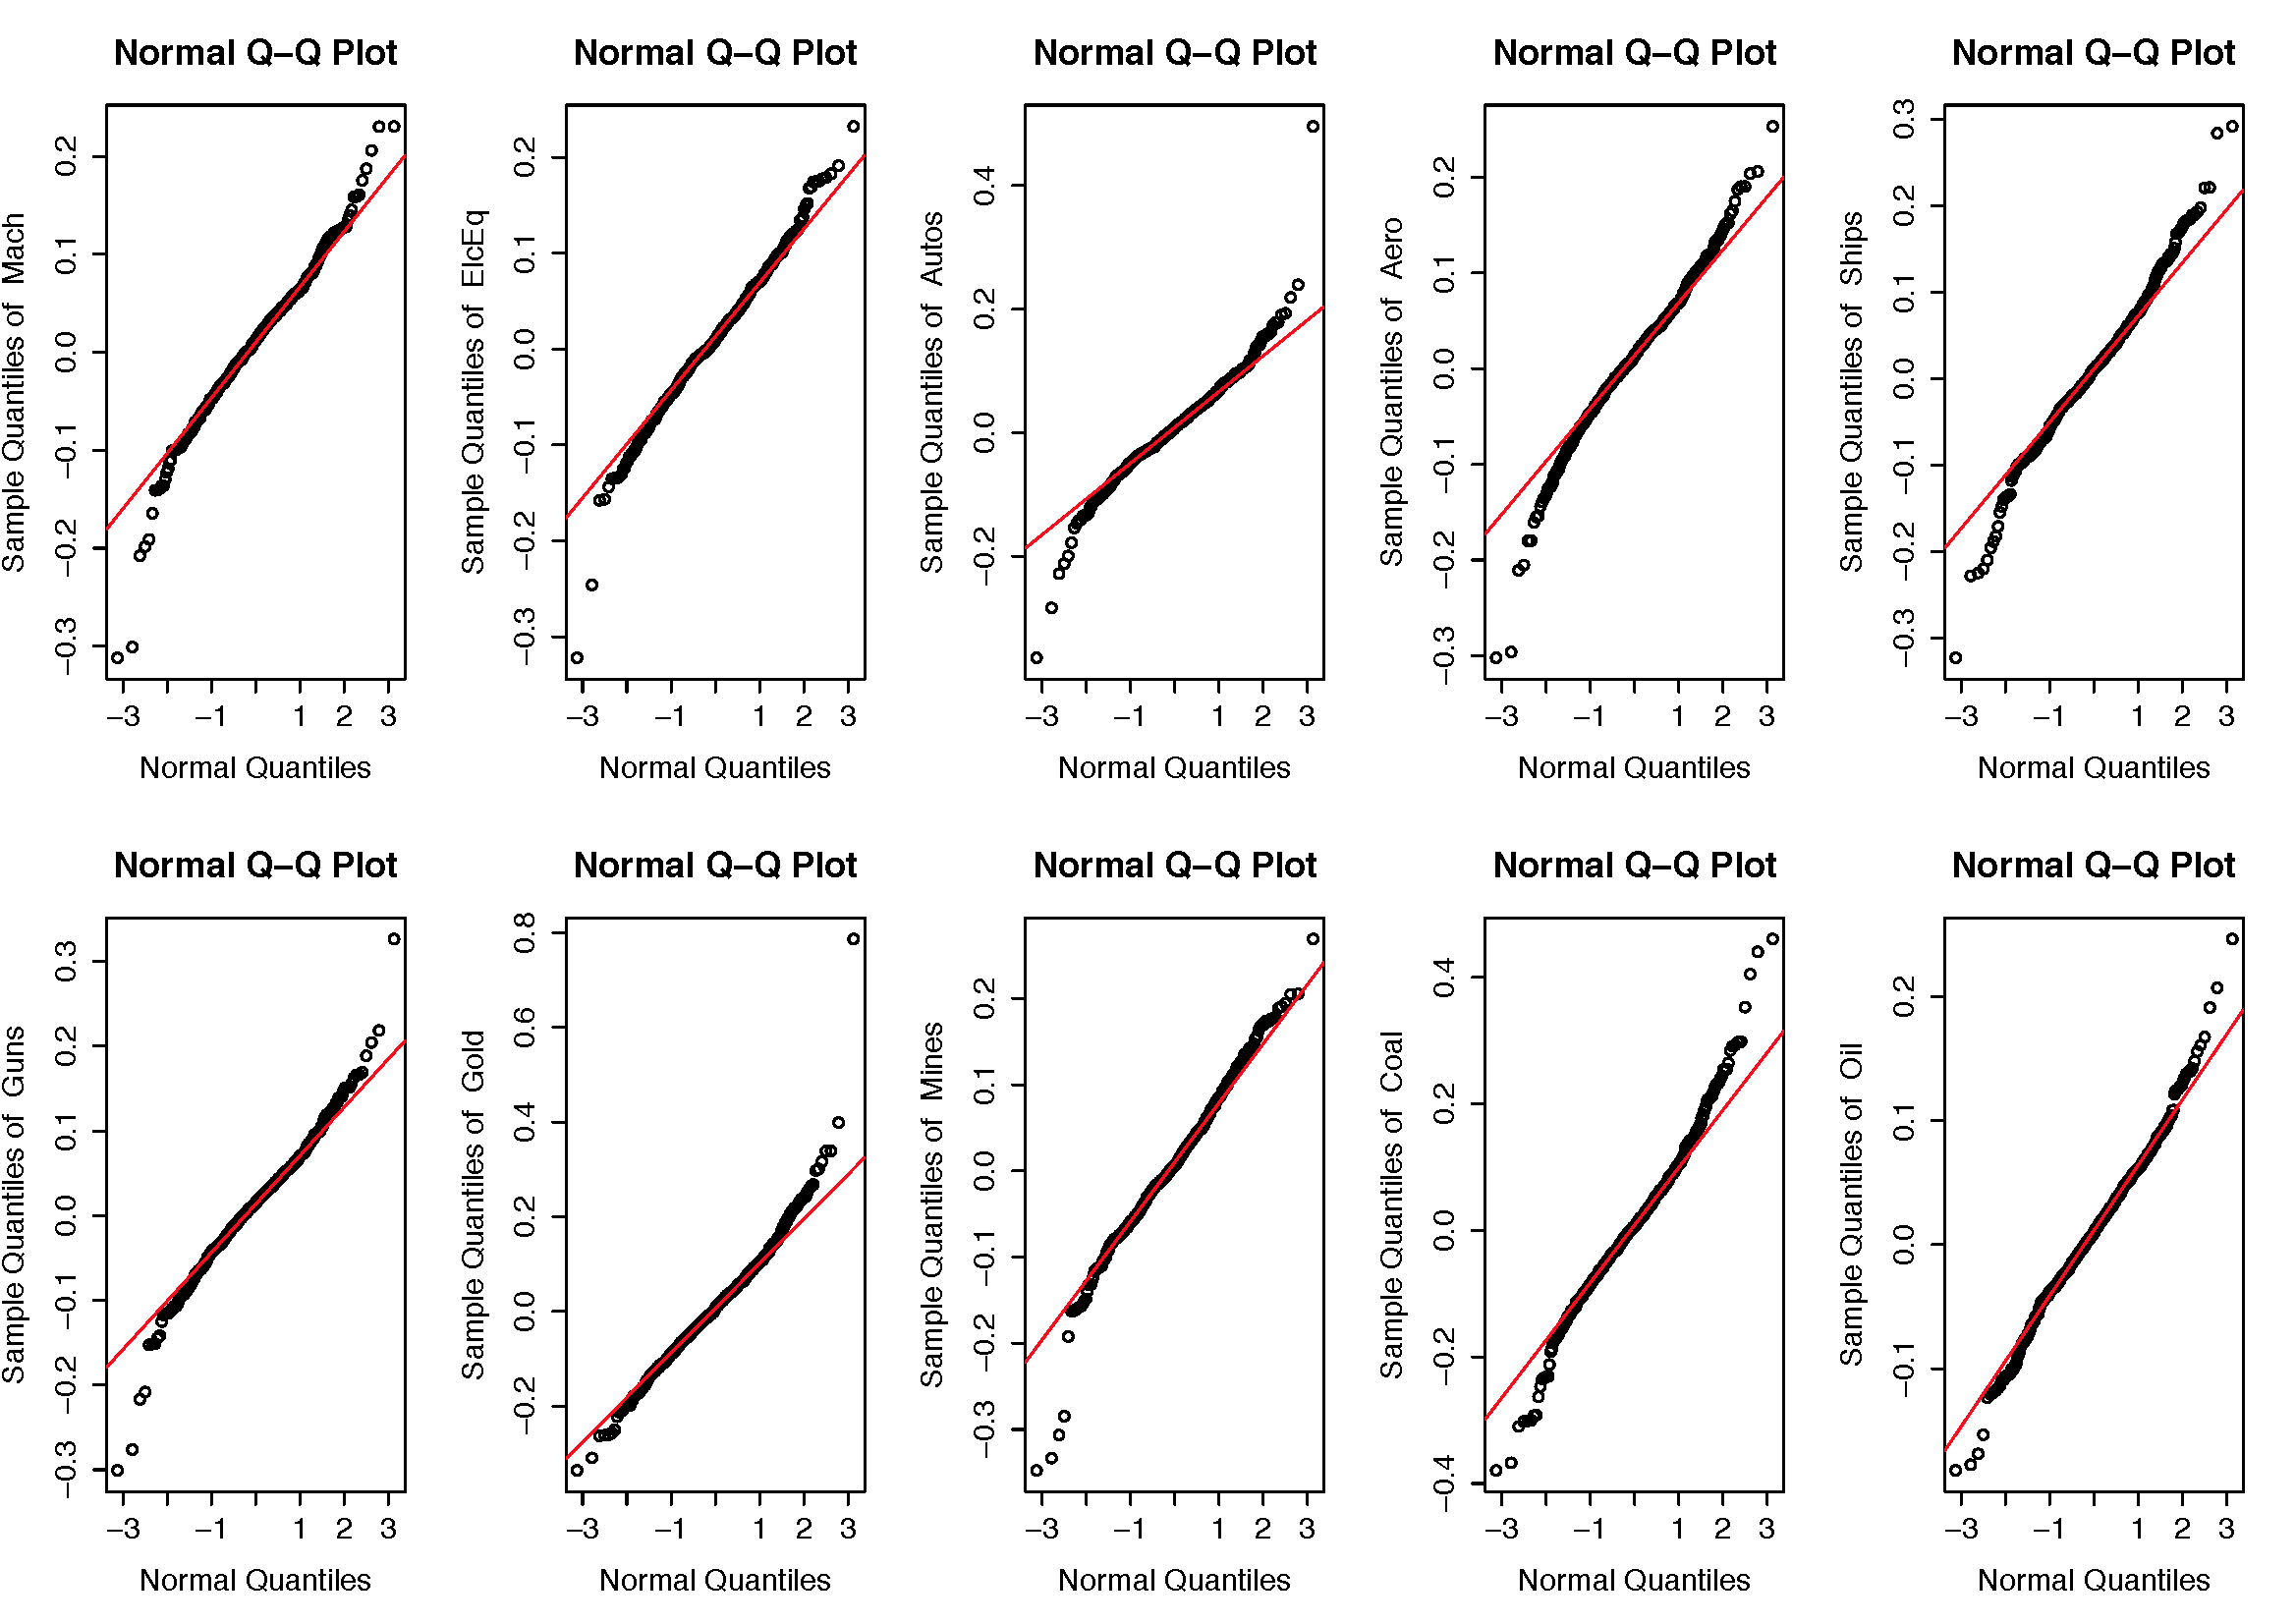 Normal Q−Q Plot
Sample Quantiles of Mach
−0.3 −0.2 −0.1 0.0 0.1 0.2
−3 −1 1 2 3
Normal Quantiles
Normal Q−Q Plot
Sample Quantiles of ElcEq
−0.3 −0.2 −0.1 0.0 0.1 0.2
−3 −1 1 2 3
Normal Quantiles
Normal Q−Q Plot
Sample Quantiles of Autos
−0.2 0.0 0.2 0.4
−3 −1 1 2 3
Normal Quantiles
Normal Q−Q Plot
Sample Quantiles of Aero
−0.3 −0.2 −0.1 0.0 0.1 0.2
−3 −1 1 2 3
Normal Quantiles
Normal Q−Q Plot
Sample Quantiles of Ships
−0.3 −0.2 −0.1 0.0 0.1 0.2 0.3
−3 −1 1 2 3
Normal Quantiles
Normal Q−Q Plot
Sample Quantiles of Guns
−0.3 −0.2 −0.1 0.0 0.1 0.2 0.3
−3 −1 1 2 3
Normal Quantiles
Normal Q−Q Plot
Sample Quantiles of Gold
−0.2 0.0 0.2 0.4 0.6 0.8
−3 −1 1 2 3
Normal Quantiles
Normal Q−Q Plot
Sample Quantiles of Mines
−0.3 −0.2 −0.1 0.0 0.1 0.2
−3 −1 1 2 3
Normal Quantiles
Normal Q−Q Plot
Sample Quantiles of Coal
−0.4 −0.2 0.0 0.2 0.4
−3 −1 1 2 3
Normal Quantiles
Normal Q−Q Plot
Sample Quantiles of Oil
−0.1 0.0 0.1 0.2
−3 −1 1 2 3
Normal Quantiles